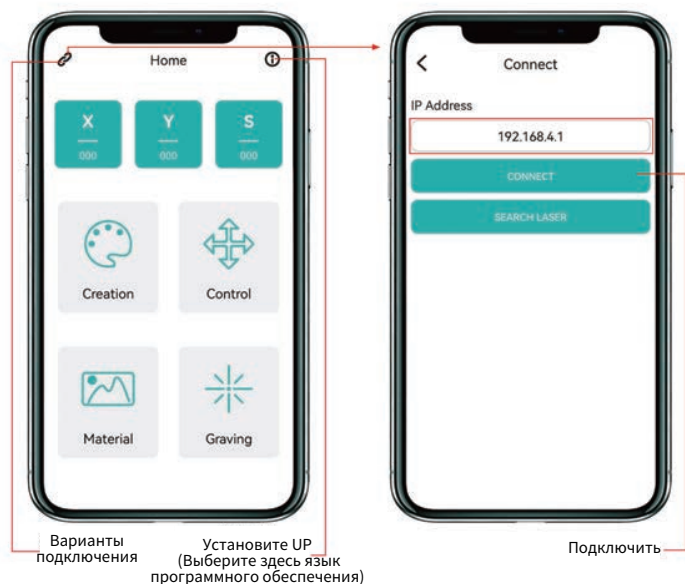 Home
X
Y
S
000
000
000
Creation
Control
Material
Graving
Варианты
подключения
Установите UP
(Выберите здесь язык
программного обеспечения)
Connect
IP Address
192.168.4.1
CONNECT
SEARCH LASER
Подключить